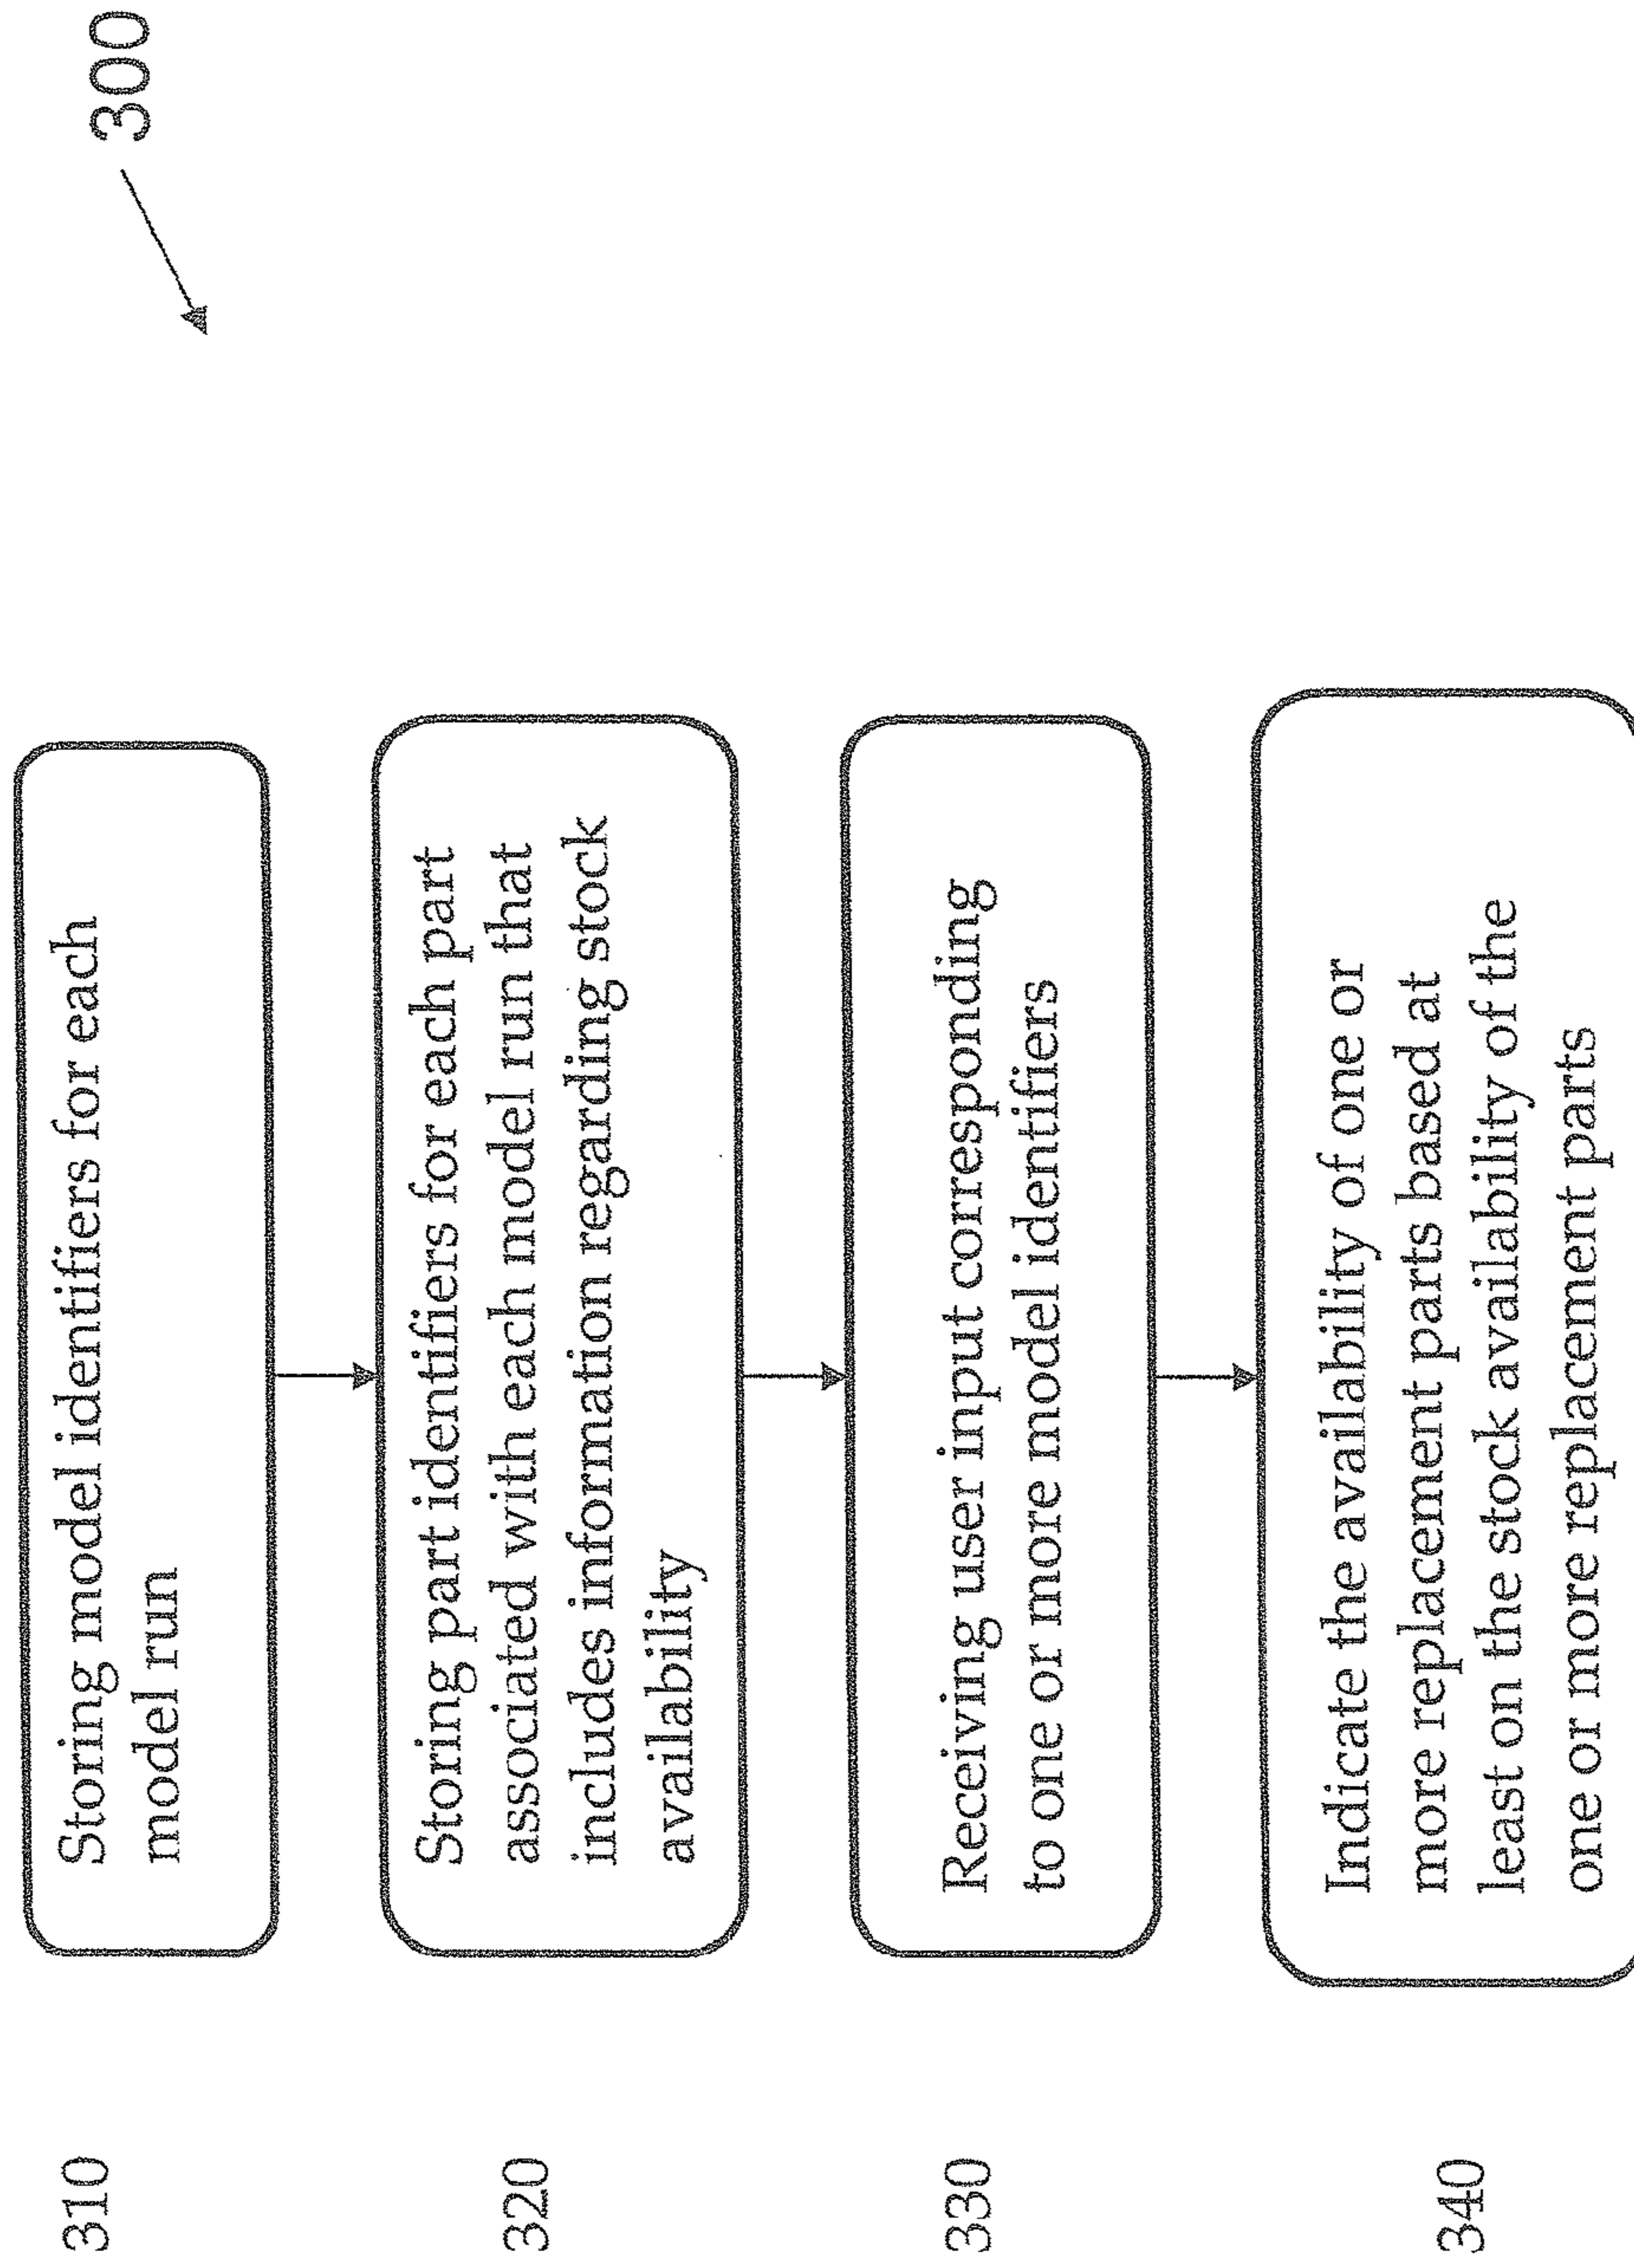 300
310
Storing model identifiers for each
model run
320
Storing part identifiers for each part
associated with each model run that
includes information regarding stock
availability
330
Receiving user input corresponding
to one or more model identifiers
340
Indicate the availability of one or
more replacement parts based at
least on the stock availability of the
one or more replacement parts